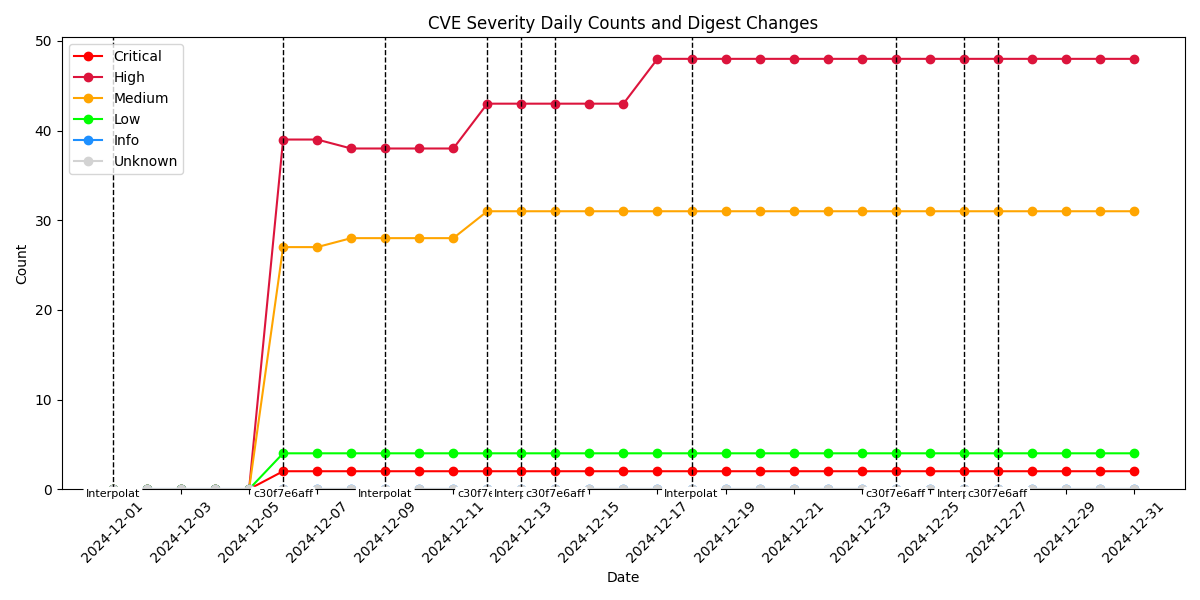 CVE Severity Daily Counts and Digest Changes
Critical
High
Medium
Low
Info
Unknown
Count
50
40
30
20
10
0
Interpolat
c30f7e6aff
Interpolat
c30f7e
Interp
c30f7e6aff
Interpolat
c30f7e6aff
Interp
c30f7e6aff
2024-12-01
2024-12-03
2024-12-05
2024-12-07
2024-12-09
2024-12-11
2024-12-13
2024-12-15
2024-12-17
2024-12-19
2024-12-21
2024-12-23
2024-12-25
2024-12-27
2024-12-29
2024-12-31
Date